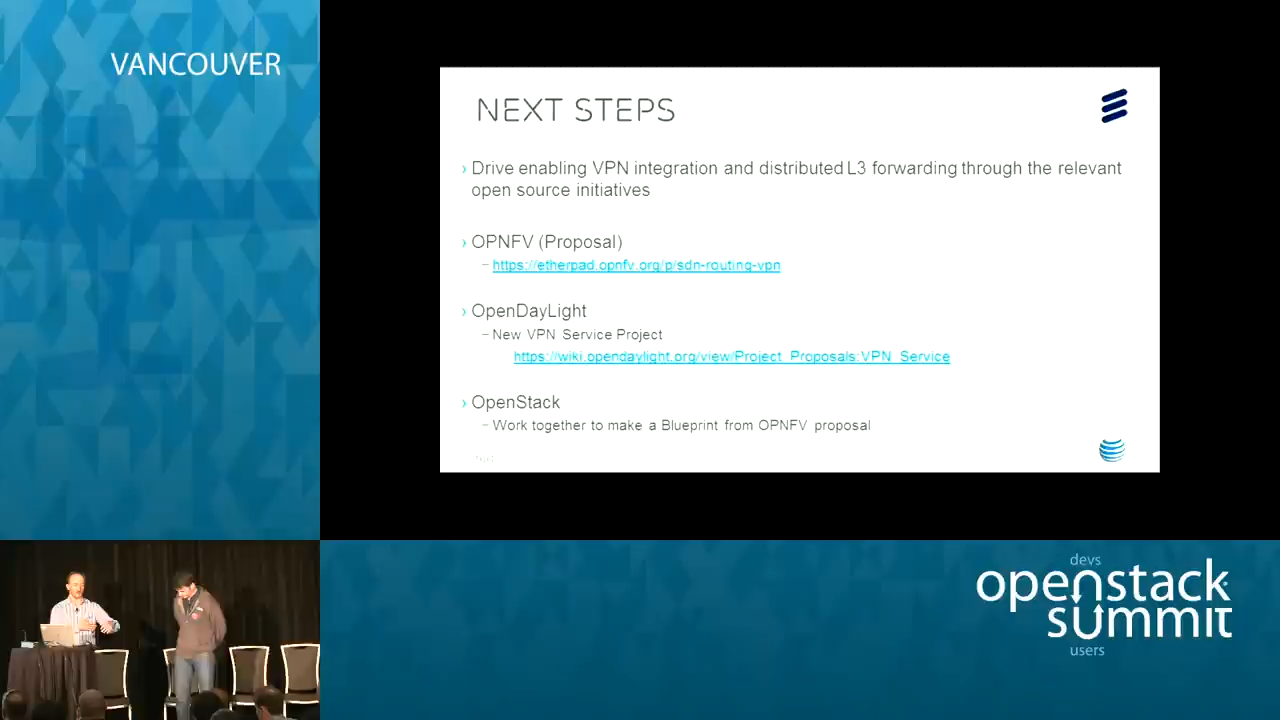 VANCOUVER
NEXT STEPS
› Drive enabling VPN integration and distributed L3 forwarding through the relevant
open source initiatives
› OPNFV (Proposal)
– https://etherpad.opnfv.org/p/sdn-routing-vpn
› OpenDayLight
– New VPN Service Project
https://wiki.opendaylight.org/view/Project_Proposals:VPN_Service
› OpenStack
– Work together to make a Blueprint from OPNFV proposal
devs
openstack
summit
users